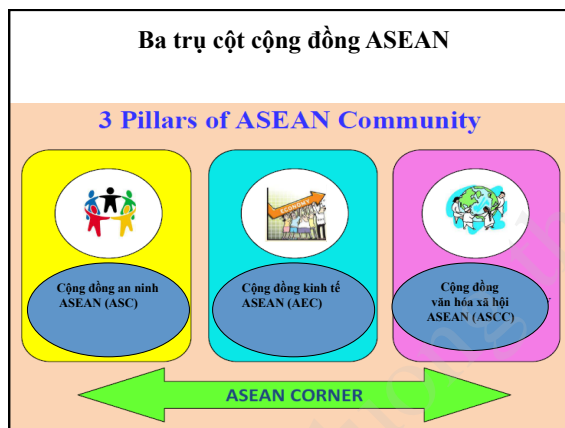 Ba trụ cột cộng đồng ASEAN
3 Pillars of ASEAN Community
ECONOMY
Cộng đồng an ninh
ASEAN (ASC)
Cộng đồng kinh tế
ASEAN (AEC)
Cộng đồng
văn hóa xã hội
ASEAN (ASCC)
ASEAN CORNER